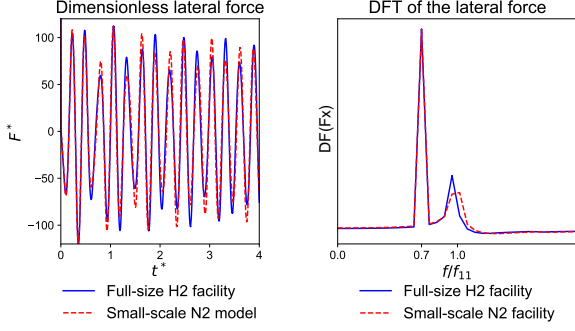 Dimensionless lateral force
100
50
0
−50
−100
F*
0
1
2
3
4
t*
Full-size H2 facility
Small-scale N2 model
DFT of the lateral force
DF(Fx)
0.0
0.7
1.0
f/f11
Full-size H2 facility
Small-scale N2 facility